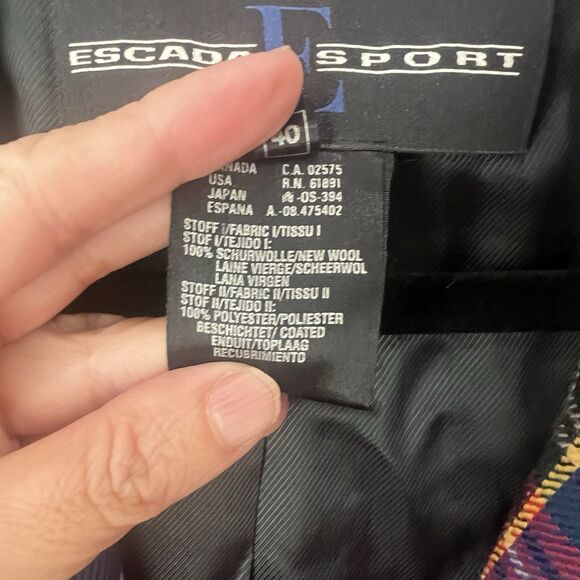 ESCADA SPORT
E
40
CANADA C.A. 02575
USA R.N. 61891
JAPAN -OS-394
ESPANA A.-08.475402
STOFF I/FABRIC I/TISSU I
STOF I/TEJIDO I:
100% SCHURWOLLE/NEW WOOL
LAINE VIERGE/SCHEERWOL
LANA VIRGEN
STOFF II/FABRIC II/TISSU II
STOF II/TEJIDO II:
100% POLYESTER/POLIESTER
BESCHICHTET/ COATED
ENDUIT/TOPLAAG
RECUBRIMIENTO